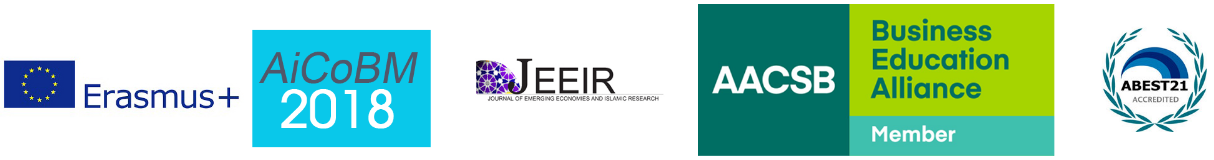 Erasmus+
AiCoBM
2018
JEEIR
JOURNAL OF EMERGING ECONOMIES AND ISLAMIC RESEARCH
AACSB
Business
Education
Alliance
Member
ABEST21
ACCREDITED